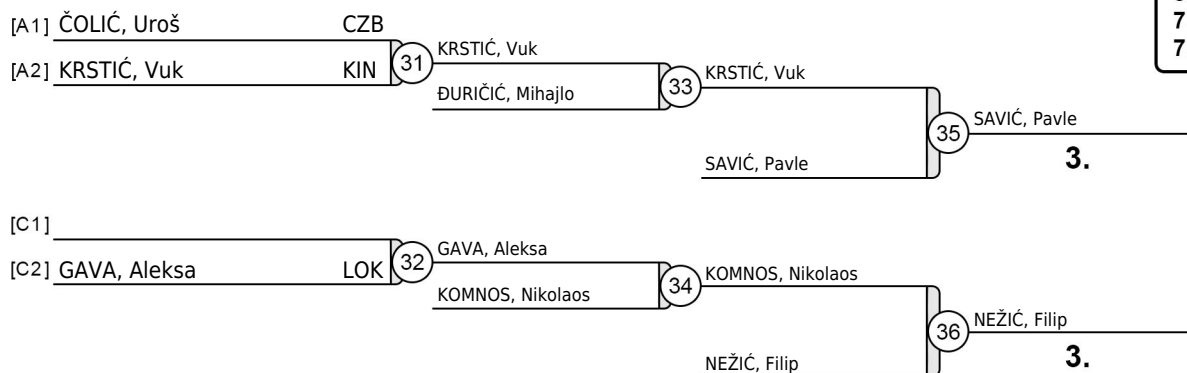 [A1] ČOLIĆ, Uroš CZB
[A2] KRSTIĆ, Vuk KIN
31
KRSTIĆ, Vuk
ĐURIČIĆ, Mihajlo
33
KRSTIĆ, Vuk
SAVIĆ, Pavle
35
SAVIĆ, Pavle
3.
7
7
[C1]
[C2] GAVA, Aleksa LOK
32
GAVA, Aleksa
KOMNOS, Nikolaos
34
KOMNOS, Nikolaos
NEŽIĆ, Filip
36
NEŽIĆ, Filip
3.